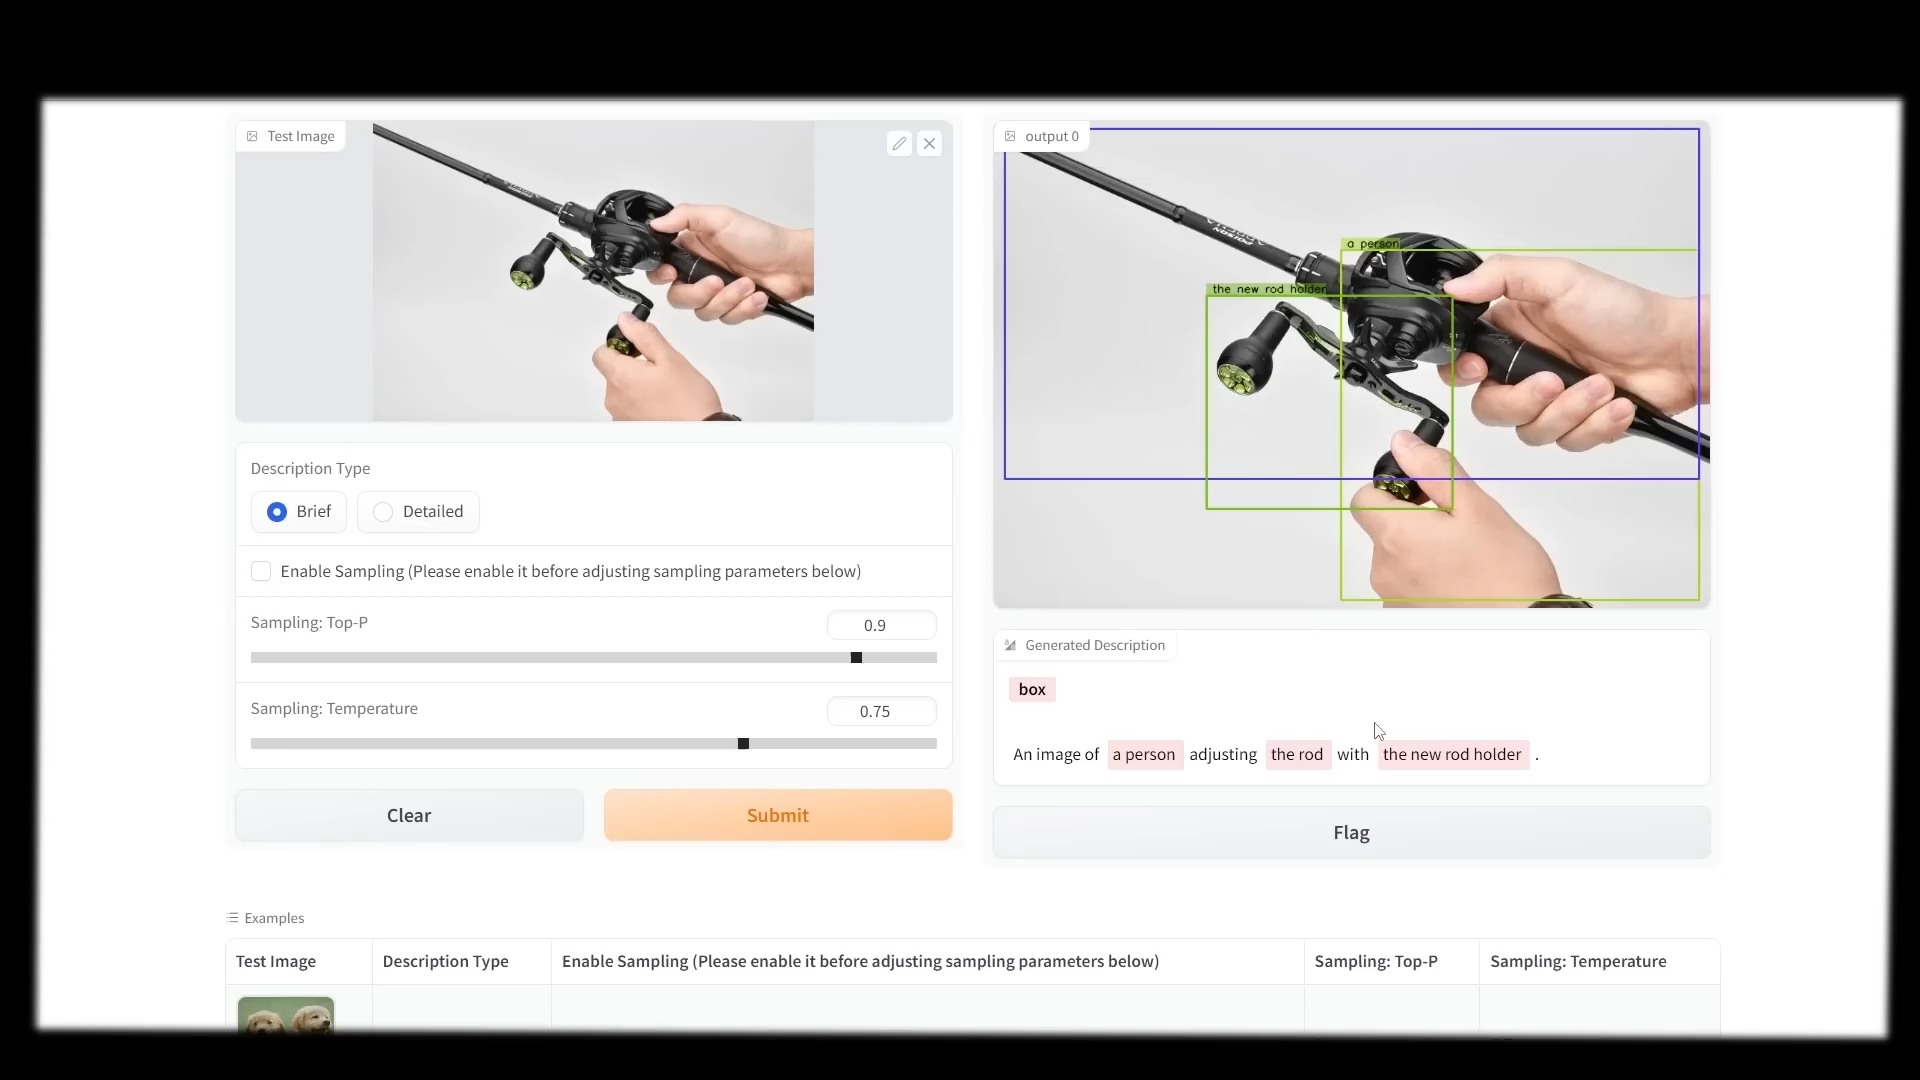 Test Image
output 0
a person
the new rod holder
POISON
Description Type
Brief
Detailed
Enable Sampling (Please enable it before adjusting sampling parameters below)
Sampling: Top-P
0.9
Sampling: Temperature
0.75
Clear
Submit
Generated Description
box
An image of a person adjusting the rod with the new rod holder .
Flag
Examples
Test Image
Description Type
Enable Sampling (Please enable it before adjusting sampling parameters below)
Sampling: Top-P
Sampling: Temperature